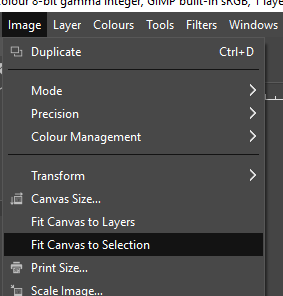 olour 8-bit gamma integer, GIMP built-in sRGB, 1 laye
Image Layer Colours Tools Filters Windows
Duplicate Ctrl+D
Mode
Precision
Colour Management
Transform
Canvas Size...
Fit Canvas to Layers
Fit Canvas to Selection
Print Size...
Scale Image...